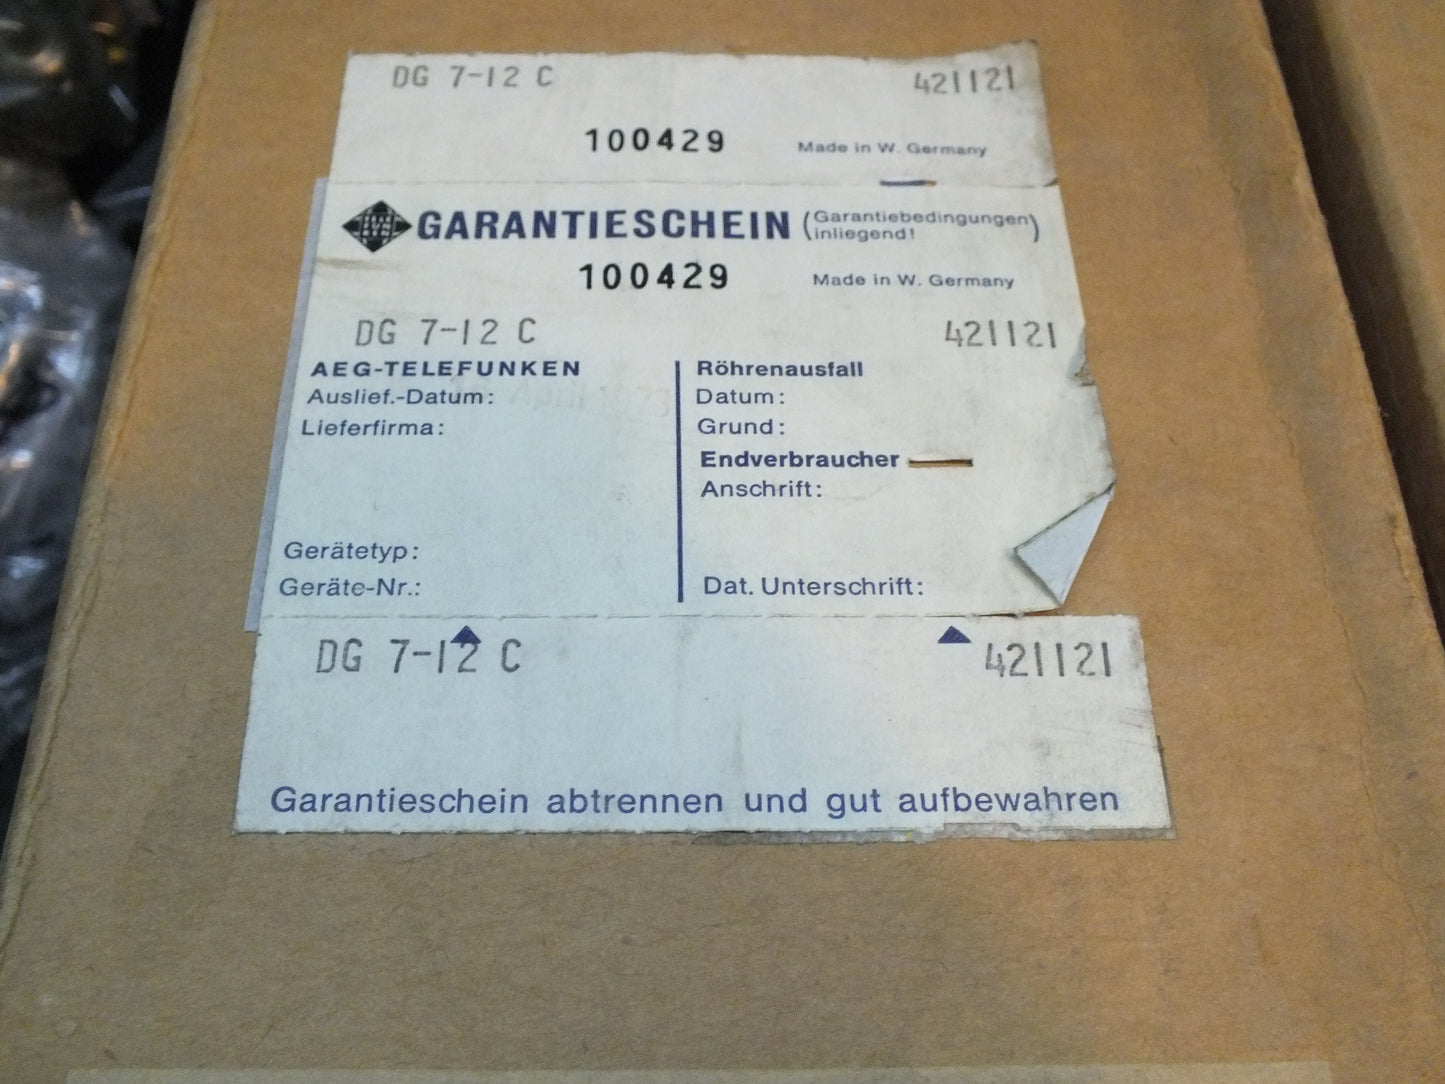 DG 7-12 C 421121
100429 Made in W. Germany
GARANTIESCHEIN (Garantiebedingungen inliegend!)
100429 Made in W. Germany
DG 7-12 C 421121
AEG-TELEFUNKEN
Auslief.-Datum:
Lieferfirma:
Gerätetyp:
Geräte-Nr.:
Röhrenausfall
Datum:
Grund:
Endverbraucher
Anschrift:
Dat. Unterschrift:
DG 7-12 C 421121
Garantieschein abtrennen und gut aufbewahren